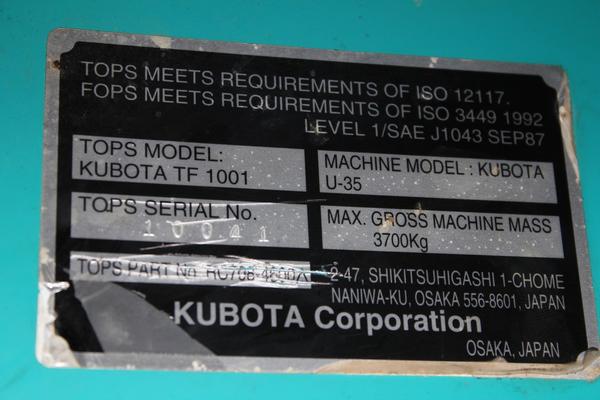 TOPS MEETS REQUIREMENTS OF ISO 12117.
FOPS MEETS REQUIREMENTS OF ISO 3449 1992
LEVEL 1/SAE J1043 SEP87
TOPS MODEL:
KUBOTA TF 1001
MACHINE MODEL : KUBOTA
U-35
TOPS SERIAL No.
10041
MAX. GROSS MACHINE MASS
3700Kg
TOPS PART No.
2-47, SHIKITSUHIGASHI 1-CHOME
NANIWA-KU, OSAKA 556-8601, JAPAN
KUBOTA Corporation
OSAKA, JAPAN